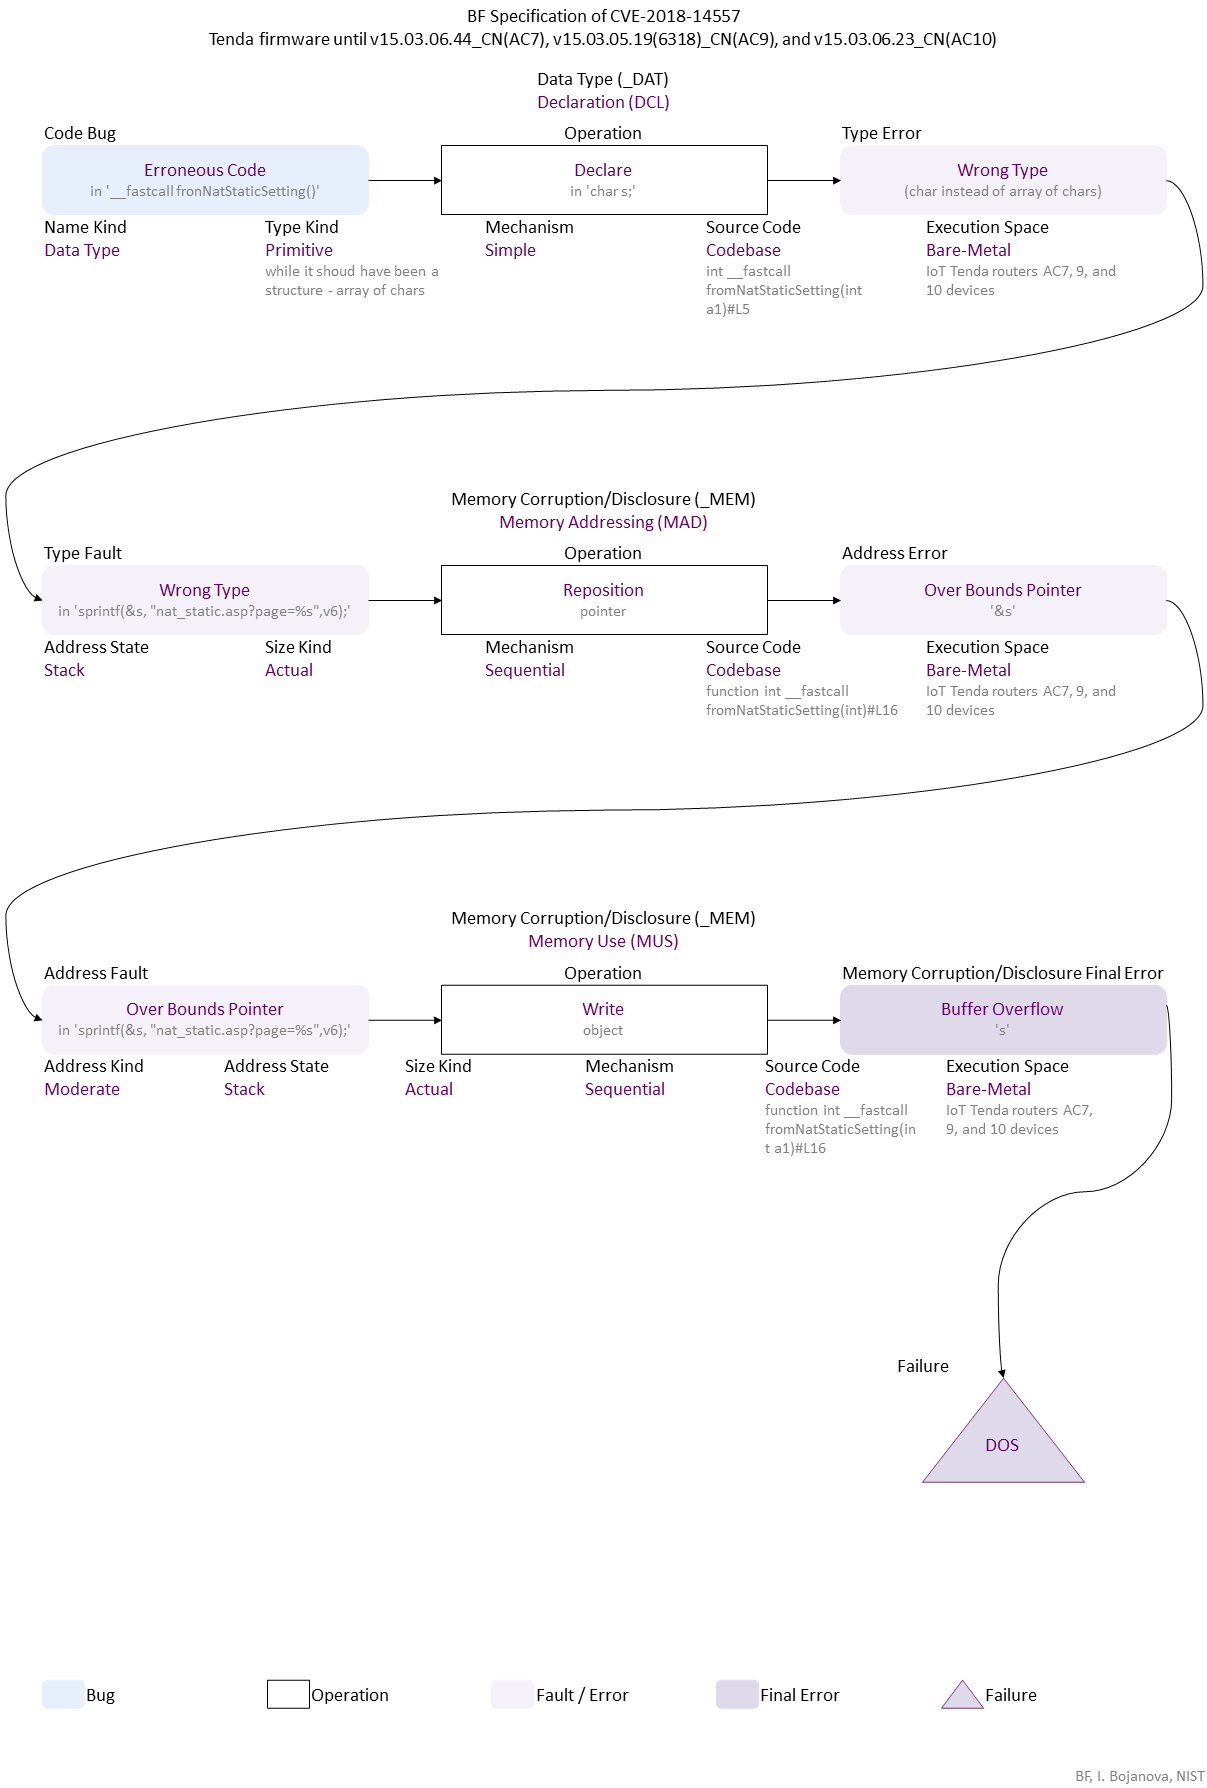 BF Specification of CVE-2018-14557
Tenda firmware until v15.03.06.44_CN(AC7), v15.03.05.19(6318)_CN(AC9), and v15.03.06.23_CN(AC10)
Data Type (_DAT)
Declaration (DCL)
Code Bug
Operation
Type Error
Erroneous Code
in '__fastcall fronNatStaticSetting()'
Declare
in 'char s;'
Wrong Type
(char instead of array of chars)
Name Kind
Data Type
Type Kind
Primitive
while it shoud have been a
structure - array of chars
Mechanism
Simple
Source Code
Codebase
int __fastcall
fromNatStaticSetting(int
a1)#L5
Execution Space
Bare-Metal
IoT Tenda routers AC7, 9, and
10 devices
Memory Corruption/Disclosure (_MEM)
Memory Addressing (MAD)
Type Fault
Operation
Address Error
Wrong Type
in 'sprintf(&s, "nat_static.asp?page=%s",v6);'
Reposition
pointer
Over Bounds Pointer
'&s'
Address State
Stack
Size Kind
Actual
Mechanism
Sequential
Source Code
Codebase
function int __fastcall
fromNatStaticSetting(int)#L16
Execution Space
Bare-Metal
IoT Tenda routers AC7, 9, and
10 devices
Memory Corruption/Disclosure (_MEM)
Memory Use (MUS)
Address Fault
Operation
Memory Corruption/Disclosure Final Error
Over Bounds Pointer
in 'sprintf(&s, "nat_static.asp?page=%s",v6);'
Write
object
Buffer Overflow
's'
Address Kind
Moderate
Address State
Stack
Size Kind
Actual
Mechanism
Sequential
Source Code
Codebase
function int __fastcall
fromNatStaticSetting(in
t a1)#L16
Execution Space
Bare-Metal
IoT Tenda routers AC7,
9, and 10 devices
Failure
DOS
Bug
Operation
Fault / Error
Final Error
Failure
BF, I. Bojanova, NIST